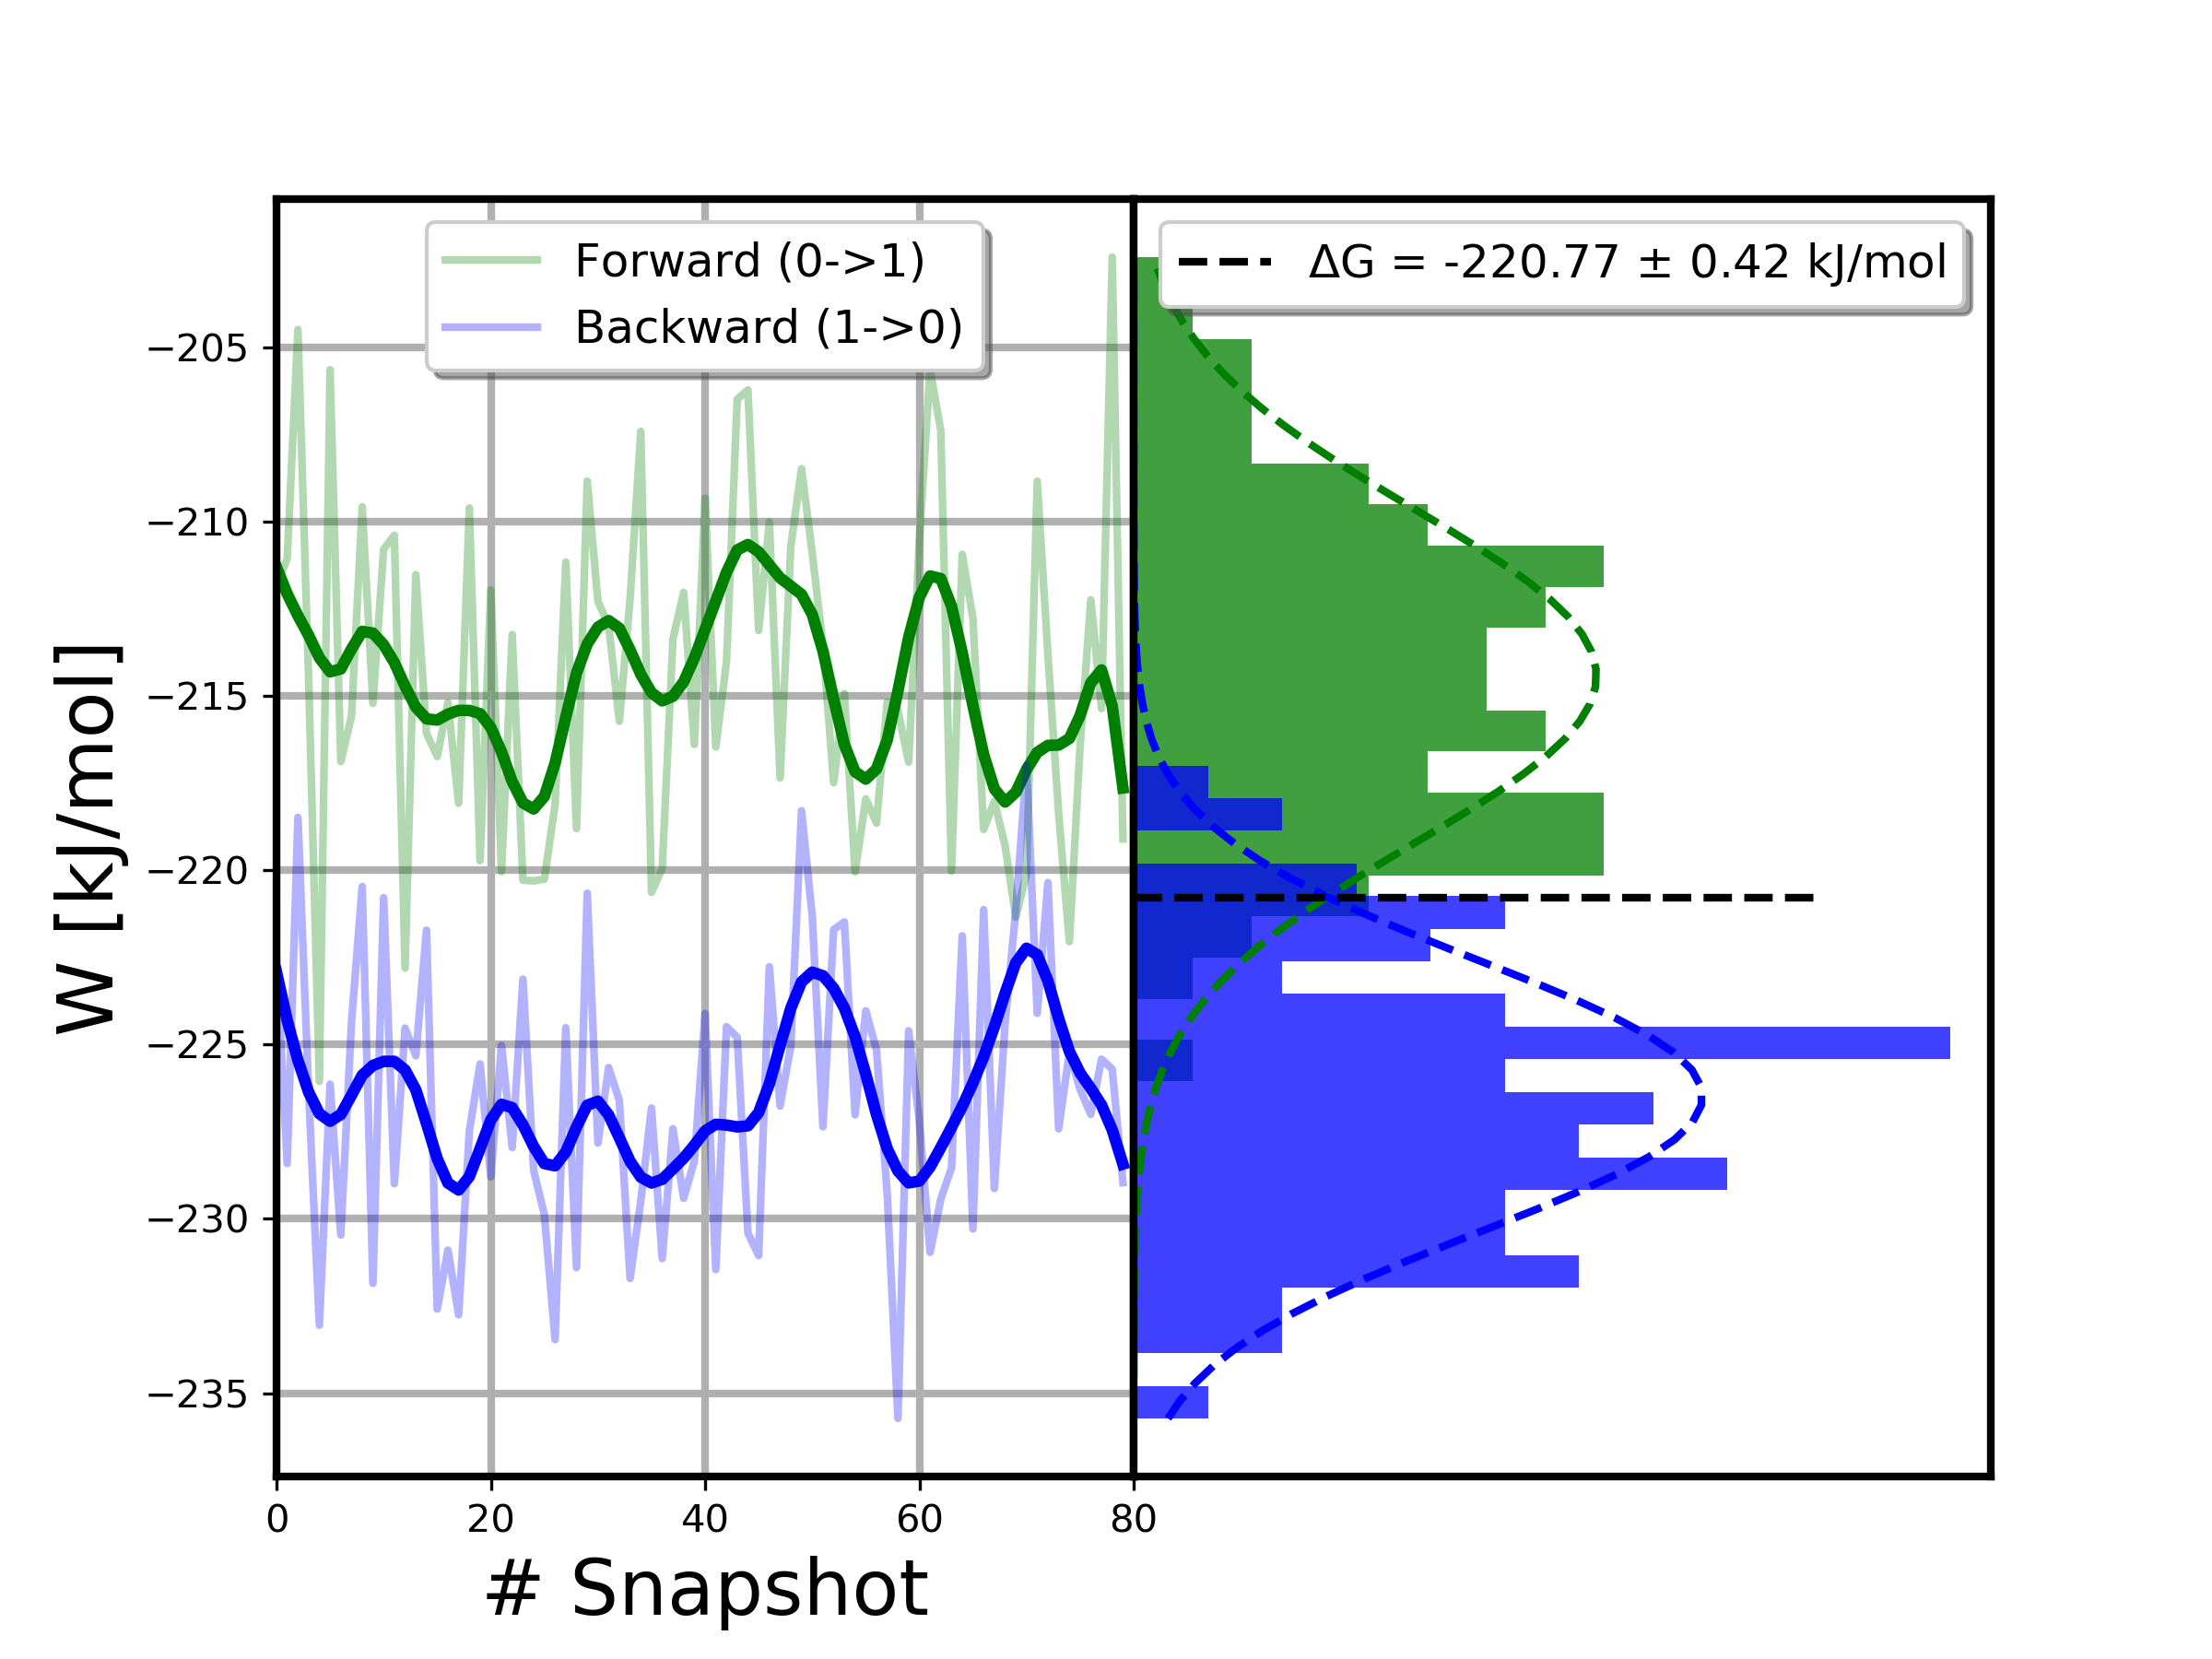 Forward (0->1)
Backward (1->0)
ΔG = -220.77 ± 0.42 kJ/mol
W [kJ/mol]
−205
−210
−215
−220
−225
−230
−235
0 20 40 60 80
# Snapshot